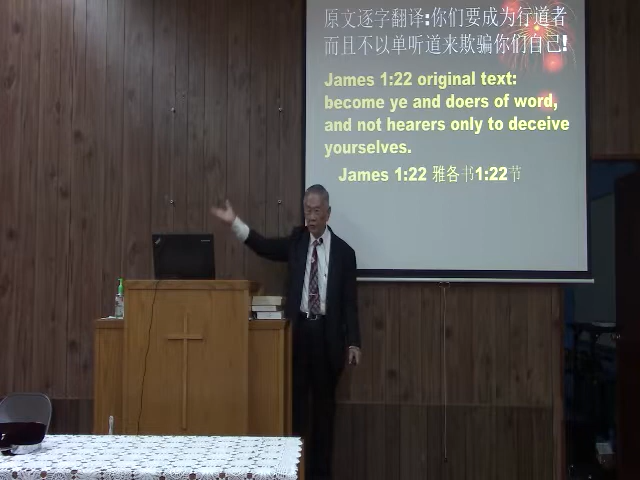 原文逐字翻译:你们要成为行道者
而且不以单听道来欺骗你们自己!
James 1:22 original text:
become ye and doers of word,
and not hearers only to deceive
yourselves.
James 1:22 雅各书1:22节